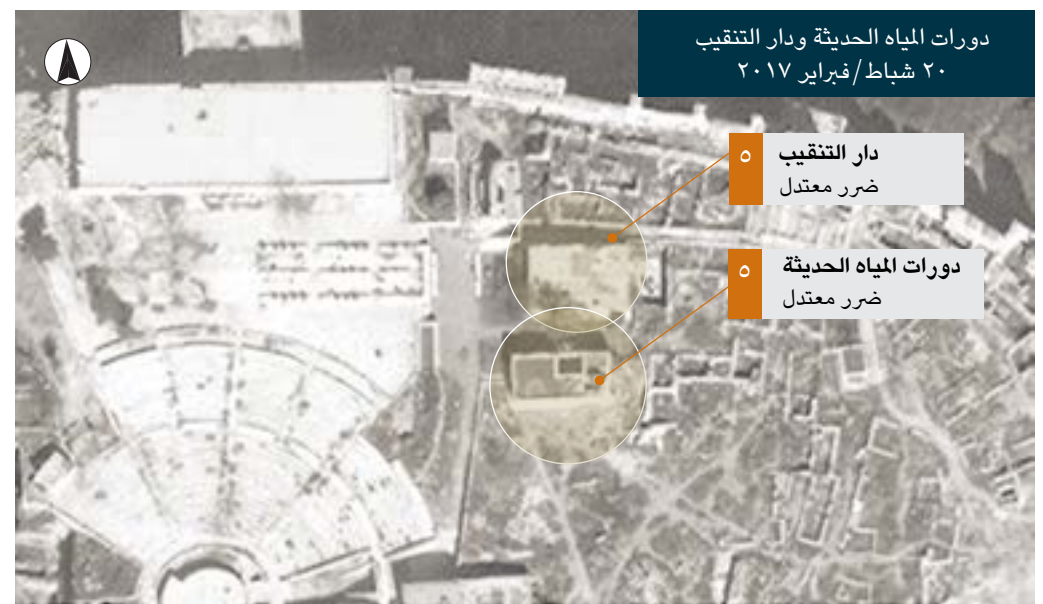 دورات المياه الحديثة ودار التنقيب
٢٠ شباط/فبراير ٢٠١٧
٥ دار التنقيب
ضرر معتدل
٥ دورات المياه الحديثة
ضرر معتدل